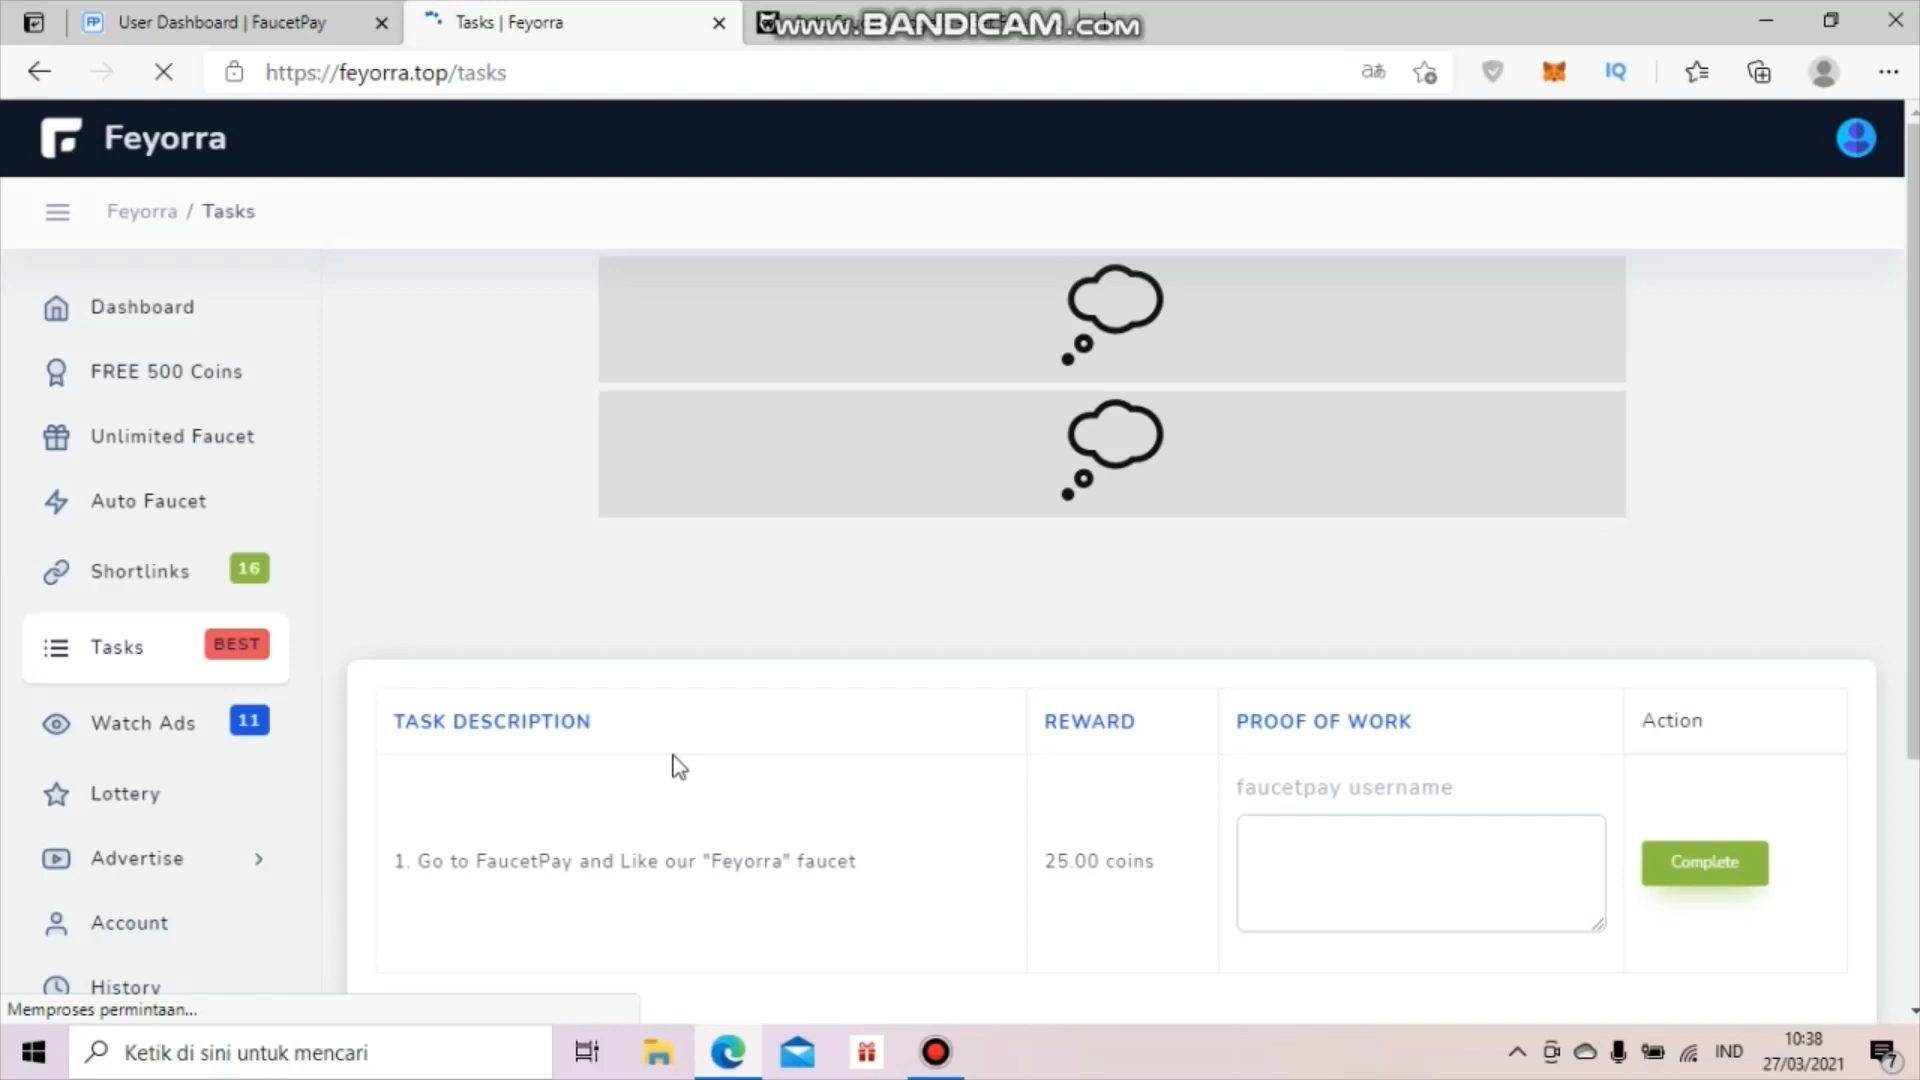 User Dashboard | FaucetPay
Tasks | Feyorra
www.BANDICAM.com
https://feyorra.top/tasks
Feyorra
Feyorra / Tasks
Dashboard
FREE 500 Coins
Unlimited Faucet
Auto Faucet
Shortlinks 16
Tasks BEST
Watch Ads 11
Lottery
Advertise
Account
History
TASK DESCRIPTION REWARD PROOF OF WORK Action
faucetpay username
1. Go to FaucetPay and Like our "Feyorra" faucet 25.00 coins Complete
Memproses permintaan...
Ketik di sini untuk mencari
IND
10:38
27/03/2021
7